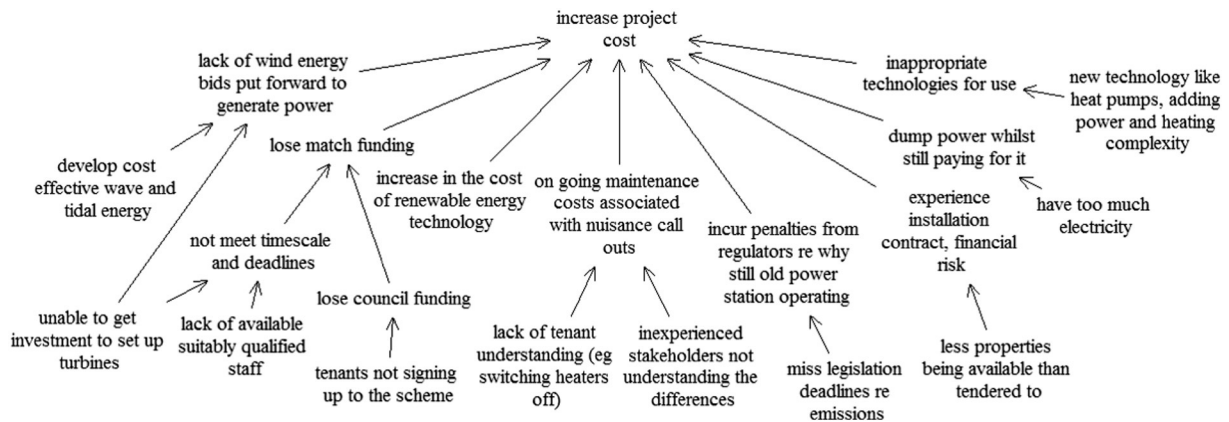 increase project
cost
lack of wind energy
bids put forward to
generate power
inappropriate
technologies for use
new technology like
heat pumps, adding
power and heating
complexity
lose match funding
dump power whilst
still paying for it
develop cost
effective wave and
tidal energy
increase in the cost
of renewable energy
technology
on going maintenance
costs associated
with nuisance call
outs
experience
installation
contract, financial
risk
have too much
electricity
not meet timescale
and deadlines
incur penalties from
regulators re why
still old power
station operating
lose council funding
unable to get
investment to set up
turbines
lack of available
suitably qualified
staff
tenants not signing
up to the scheme
lack of tenant
understanding (eg
switching heaters
off)
inexperienced
stakeholders not
understanding the
differences
miss legislation
deadlines re
emissions
less properties
being available than
tendered to